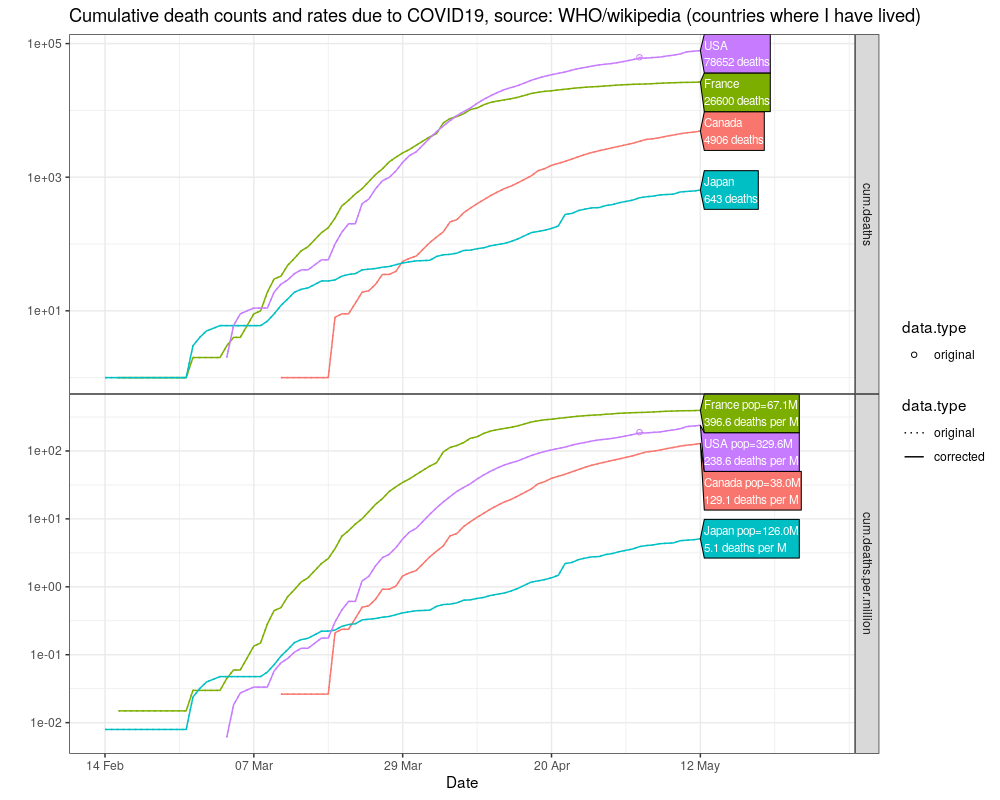 Cumulative death counts and rates due to COVID19, source: WHO/wikipedia (countries where I have lived)
1e+05
1e+03
1e+01
USA
78652 deaths
France
26600 deaths
Canada
4906 deaths
Japan
643 deaths
cum.deaths
1e+02
1e+01
1e+00
1e-01
1e-02
France pop=67.1M
396.6 deaths per M
USA pop=329.6M
238.6 deaths per M
Canada pop=38.0M
129.1 deaths per M
Japan pop=126.0M
5.1 deaths per M
cum.deaths.per.million
14 Feb
07 Mar
29 Mar
20 Apr
12 May
Date
data.type
original
data.type
original
corrected